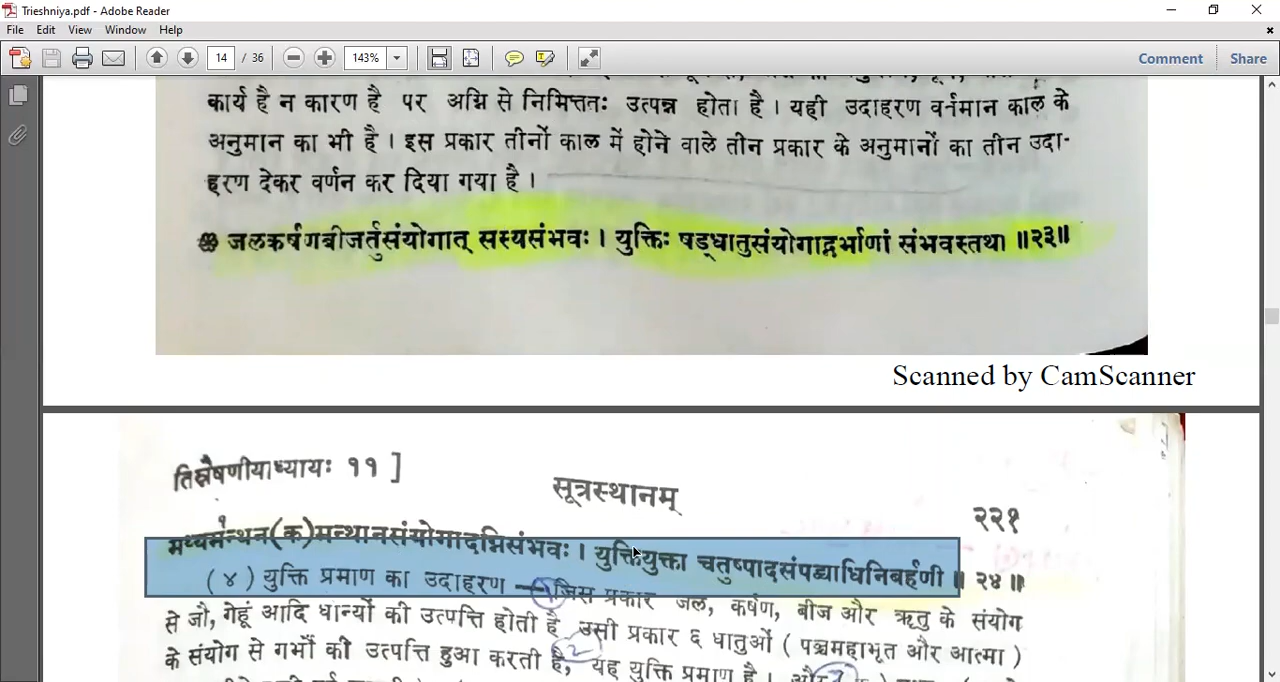 Trieshniya.pdf - Adobe Reader
File Edit View Window Help
14 / 36 143% Comment Share
कार्य है न कारण है पर अग्नि से निमित्ततः उत्पन्न होता है । यही उदाहरण वर्नमान काल के
अनुमान का भी है । इस प्रकार तीनों काल में होने वाले तीन प्रकार के अनुमानों का तीन उदा-
हरण देकर वर्णन कर दिया गया है ।
जलकर्षणबीजर्तुसंयोगात् सस्यसंभवः । युक्तिः षड्धातुसंयोगाद्गर्भाणां संभवस्तथा ॥२३॥
Scanned by CamScanner
तिस्रैषणीयाध्यायः ११ ]
सूत्रस्थानम्
२२१
मथ्यमन्थन(क)मन्थानसंयोगादग्निसंभवः । युक्तियुक्ता चतुष्पादसंपद्व्याधिनिबर्हणी ॥ २४ ॥
( ४ ) युक्ति प्रमाण का उदाहरण — जिस प्रकार जल, कर्षण, बीज और ऋतु के संयोग
से जौ, गेहूं आदि धान्यों की उत्पत्ति होती है उसी प्रकार ६ धातुओं ( पञ्चमहाभूत और आत्मा )
के संयोग से गर्भों की उत्पत्ति हुआ करती है, यह युक्ति प्रमाण है ।